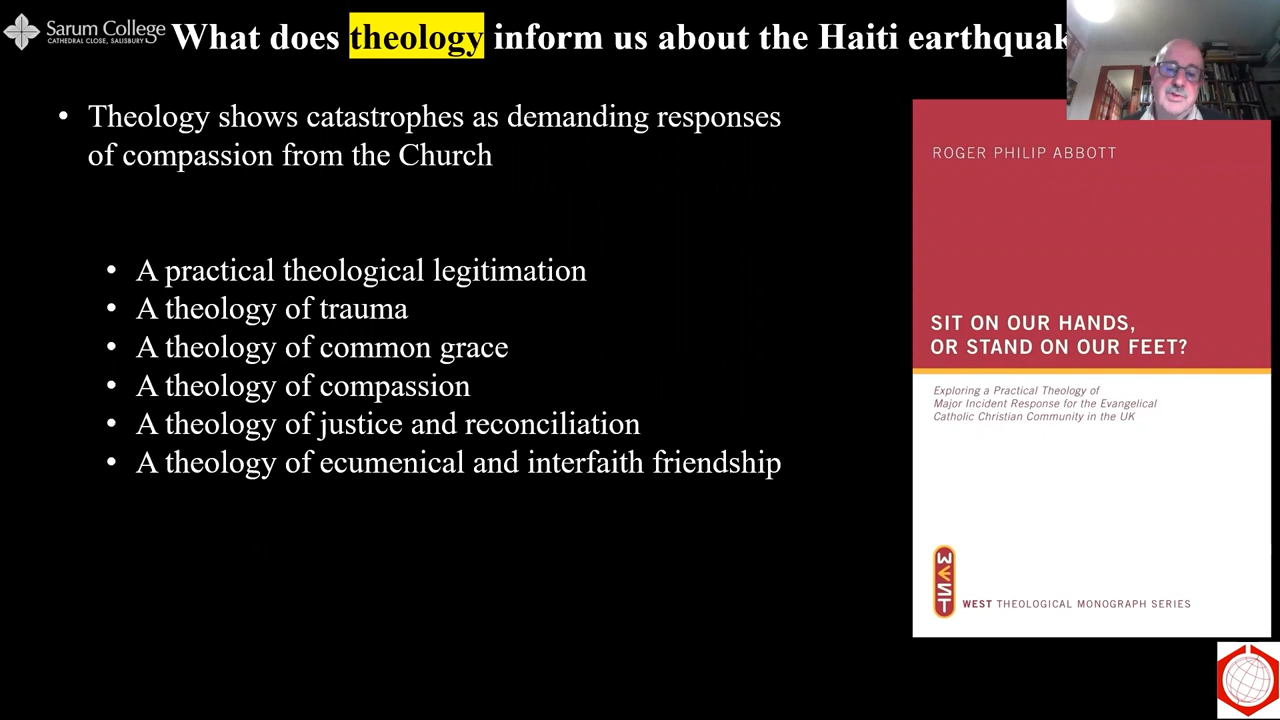 Sarum College
CATHEDRAL CLOSE, SALISBURY
What does theology inform us about the Haiti earthquak
• Theology shows catastrophes as demanding responses
of compassion from the Church
• A practical theological legitimation
• A theology of trauma
• A theology of common grace
• A theology of compassion
• A theology of justice and reconciliation
• A theology of ecumenical and interfaith friendship
ROGER PHILIP ABBOTT
SIT ON OUR HANDS,
OR STAND ON OUR FEET?
Exploring a Practical Theology of
Major Incident Response for the Evangelical
Catholic Christian Community in the UK
WEST
WEST THEOLOGICAL MONOGRAPH SERIES